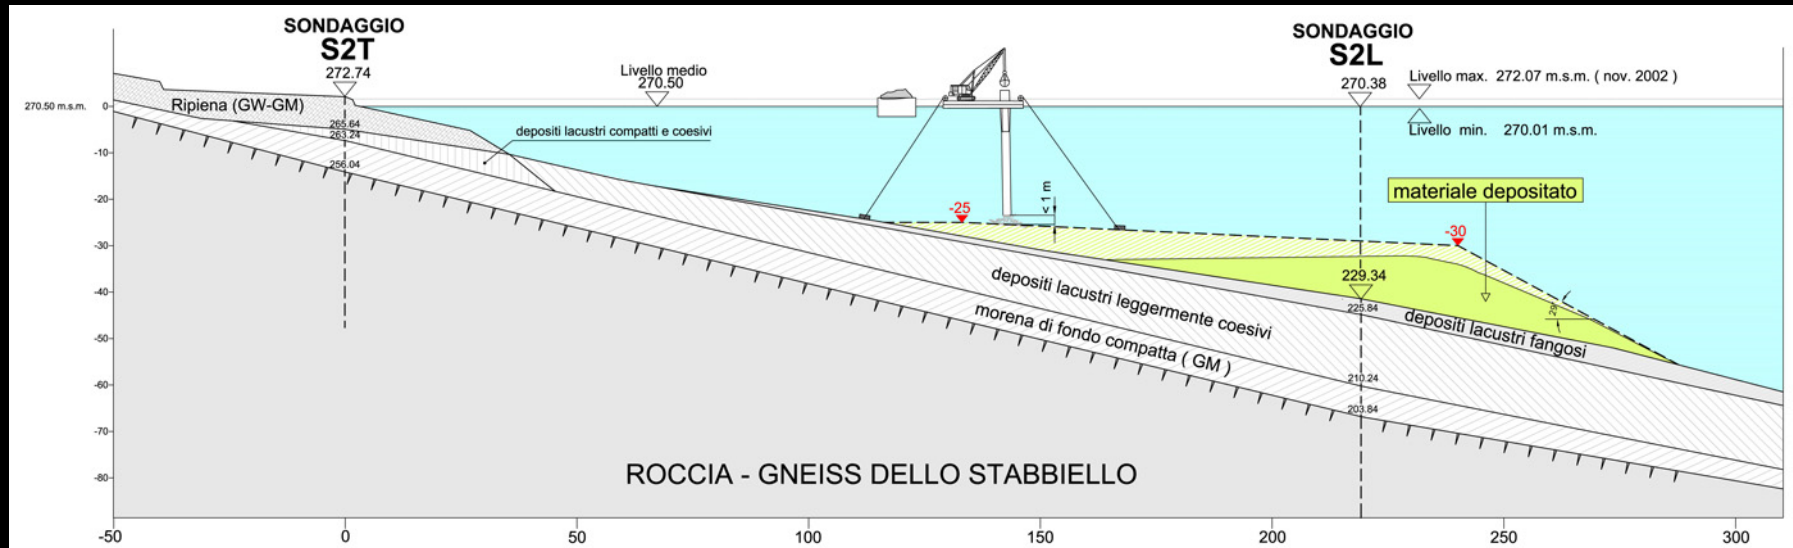 SONDAGGIO
S2T
272.74
SONDAGGIO
S2L
270.38
Livello medio
270.50
Livello max. 272.07 m.s.m. ( nov. 2002 )
Livello min. 270.01 m.s.m.
270.50 m.s.m.
0
-10
-20
-30
-40
-50
-60
-70
-80
Ripiena (GW-GM)
265.64
263.24
256.04
depositi lacustri compatti e coesivi
-25
< 1 m
materiale depositato
-30
229.34
225.84
depositi lacustri leggermente coesivi
depositi lacustri fangosi
morena di fondo compatta ( GM )
210.24
203.84
ROCCIA - GNEISS DELLO STABBIELLO
-50
0
50
100
150
200
250
300